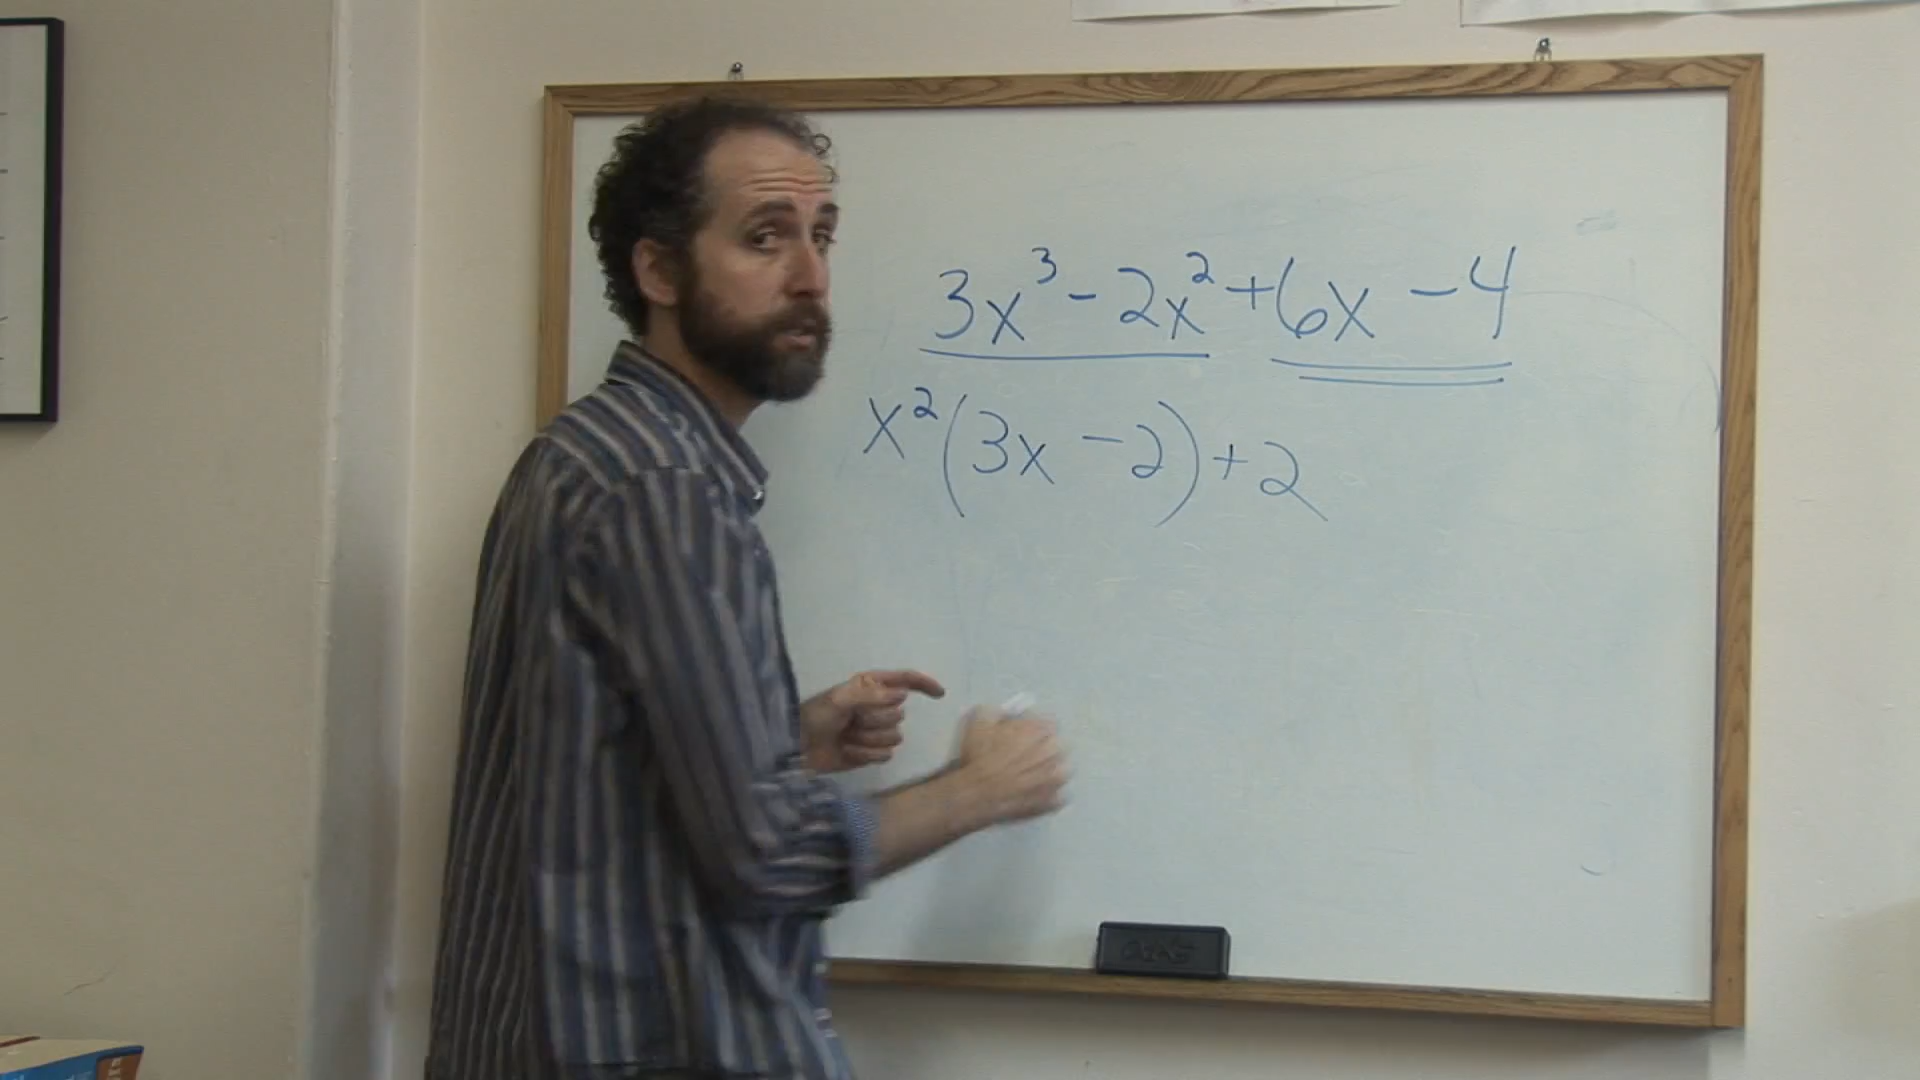 3x³ - 2x² + 6x - 4
x²(3x - 2) + 2